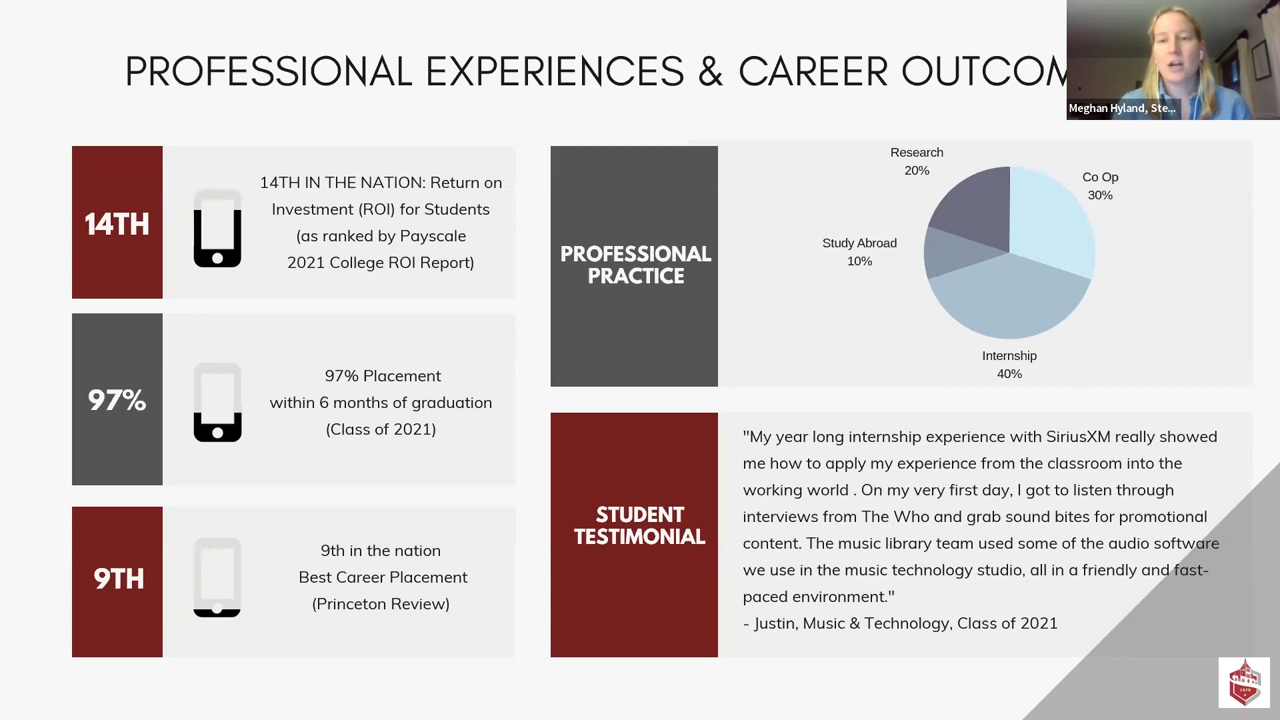 PROFESSIONAL EXPERIENCES & CAREER OUTCOM
Meghan Hyland, Ste...
14TH
14TH IN THE NATION: Return on
Investment (ROI) for Students
(as ranked by Payscale
2021 College ROI Report)
97%
97% Placement
within 6 months of graduation
(Class of 2021)
9TH
9th in the nation
Best Career Placement
(Princeton Review)
PROFESSIONAL
PRACTICE
Research
20%
Co Op
30%
Study Abroad
10%
Internship
40%
STUDENT
TESTIMONIAL
"My year long internship experience with SiriusXM really showed
me how to apply my experience from the classroom into the
working world . On my very first day, I got to listen through
interviews from The Who and grab sound bites for promotional
content. The music library team used some of the audio software
we use in the music technology studio, all in a friendly and fast-
paced environment."
- Justin, Music & Technology, Class of 2021
1870